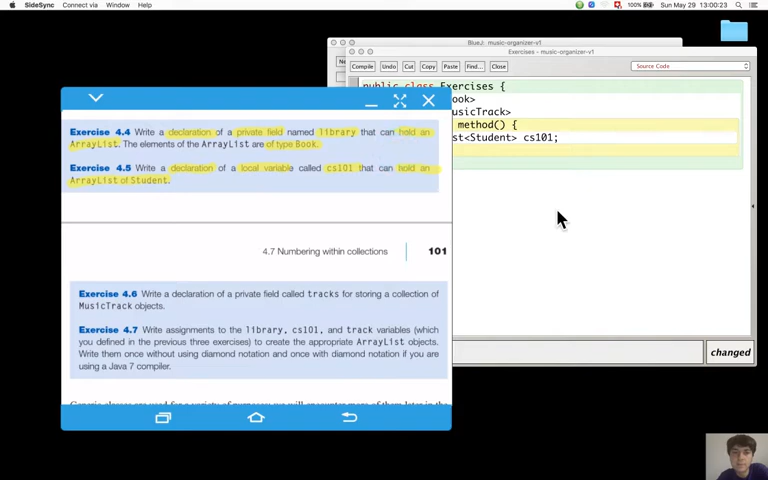 SideSync Connect via Window Help
100% Sun May 29 13:00:23
BlueJ: music-organizer-v1
Exercises - music-organizer-v1
Compile Undo Cut Copy Paste Find... Close
Source Code
public class Exercises {
ook>
usicTrack>
method() {
st<Student> cs101;
Exercise 4.4 Write a declaration of a private field named library that can hold an
ArrayList. The elements of the ArrayList are of type Book.
Exercise 4.5 Write a declaration of a local variable called cs101 that can hold an
ArrayList of Student.
4.7 Numbering within collections 101
Exercise 4.6 Write a declaration of a private field called tracks for storing a collection of
MusicTrack objects.
Exercise 4.7 Write assignments to the library, cs101, and track variables (which
you defined in the previous three exercises) to create the appropriate ArrayList objects.
Write them once without using diamond notation and once with diamond notation if you are
using a Java 7 compiler.
changed